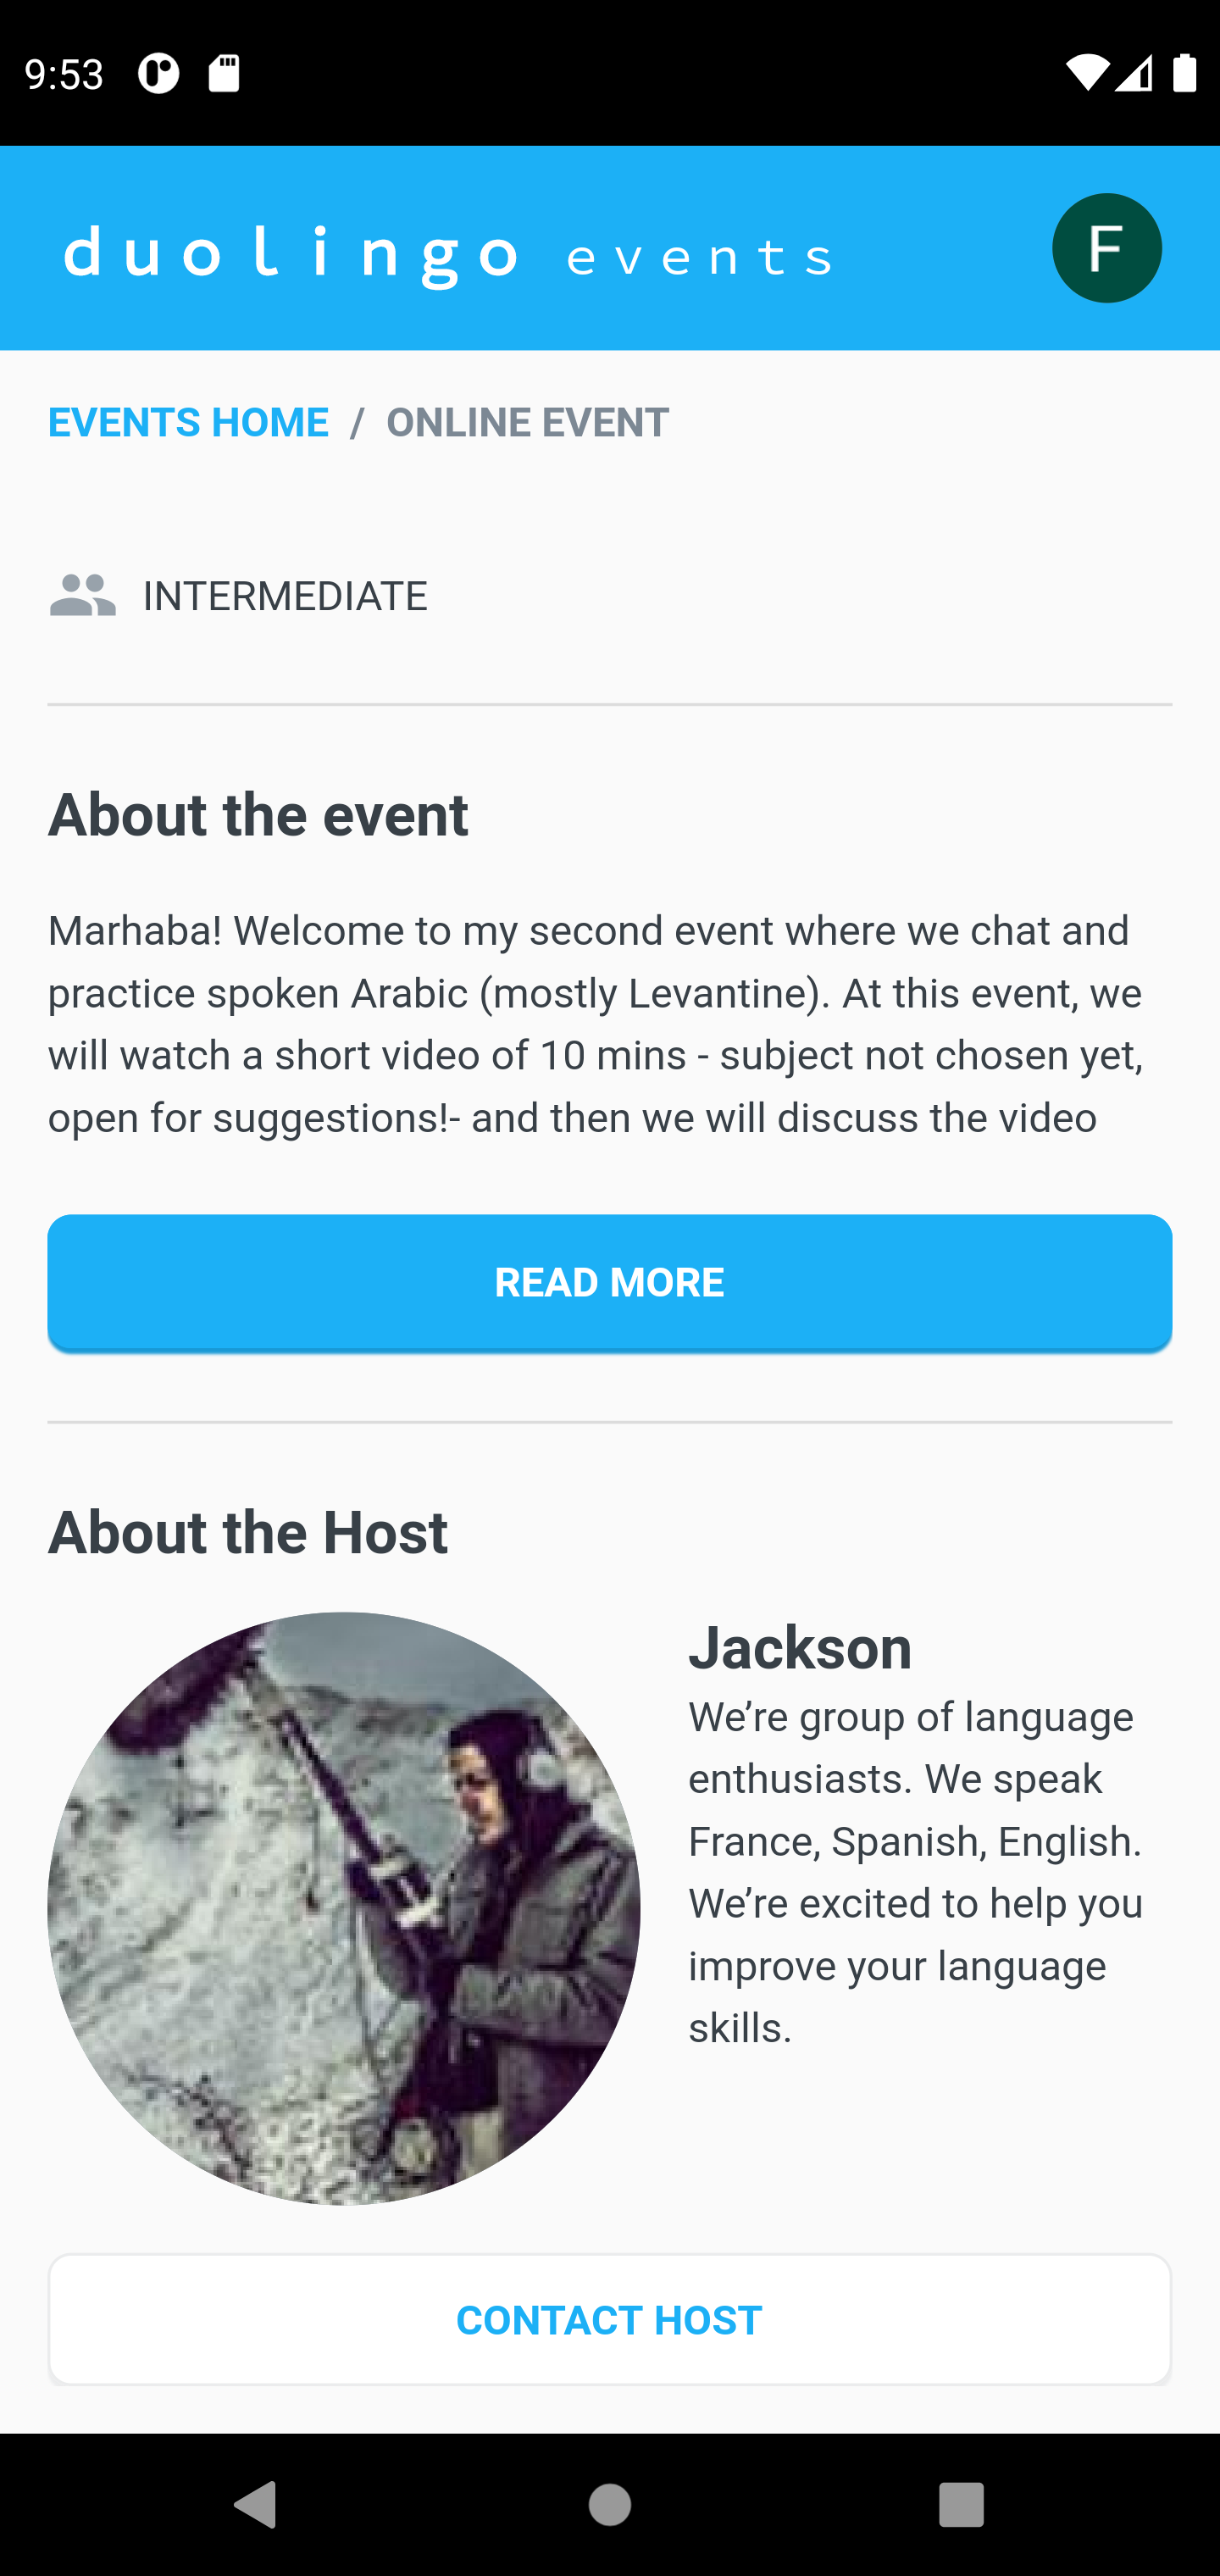 9:53
duolingo events
F
EVENTS HOME / ONLINE EVENT
INTERMEDIATE
About the event
Marhaba! Welcome to my second event where we chat and
practice spoken Arabic (mostly Levantine). At this event, we
will watch a short video of 10 mins - subject not chosen yet,
open for suggestions!- and then we will discuss the video
READ MORE
About the Host
Jackson
We’re group of language
enthusiasts. We speak
France, Spanish, English.
We’re excited to help you
improve your language
skills.
CONTACT HOST